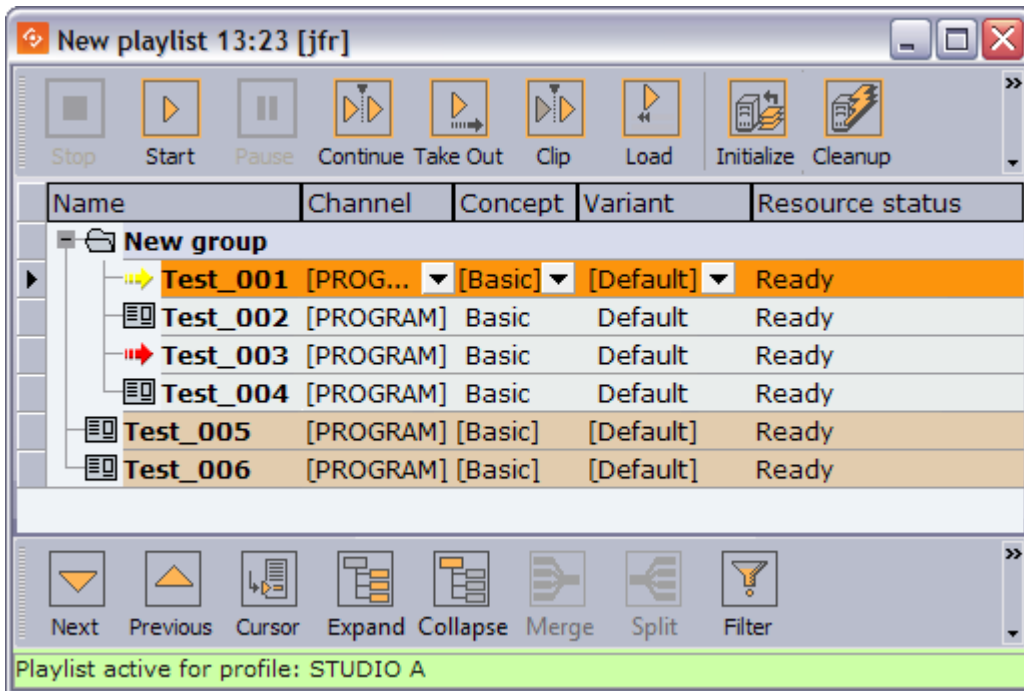 New playlist 13:23 [jfr]
Stop Start Pause Continue Take Out Clip Load Initialize Cleanup
Name Channel Concept Variant Resource status
New group
Test_001 [PROG... [Basic] [Default] Ready
Test_002 [PROGRAM] Basic Default Ready
Test_003 [PROGRAM] Basic Default Ready
Test_004 [PROGRAM] Basic Default Ready
Test_005 [PROGRAM] [Basic] [Default] Ready
Test_006 [PROGRAM] [Basic] [Default] Ready
Next Previous Cursor Expand Collapse Merge Split Filter
Playlist active for profile: STUDIO A